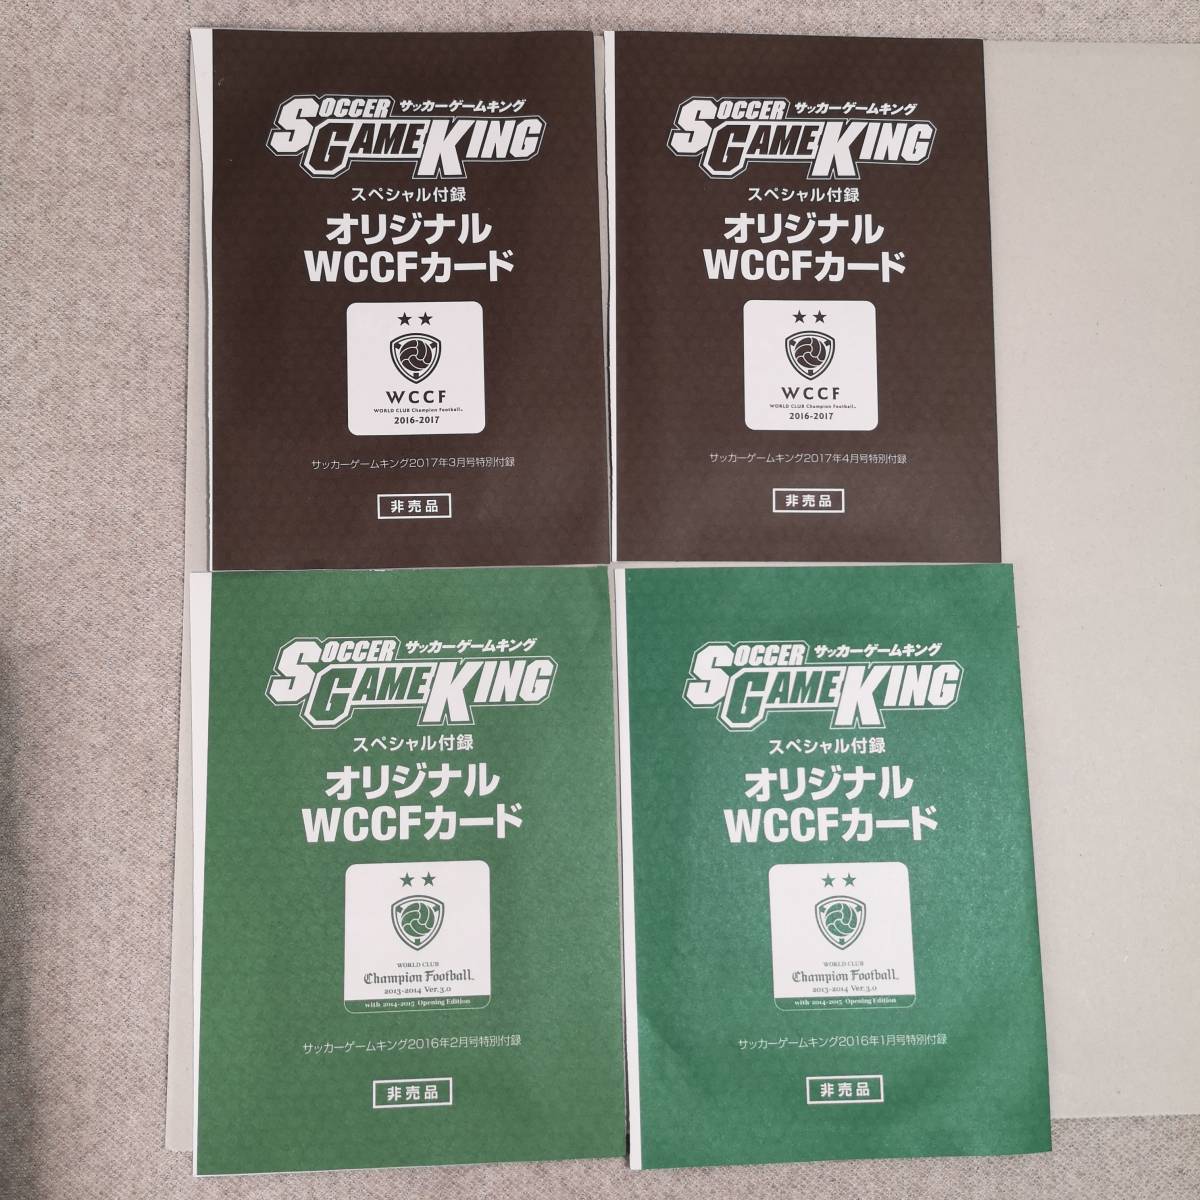 SOCCER サッカーゲームキング
GAME KING
スペシャル付録
オリジナル
WCCFカード
WCCF
WORLD CLUB Champion Football™
2016-2017
サッカーゲームキング2017年3月号特別付録
非売品
SOCCER サッカーゲームキング
GAME KING
スペシャル付録
オリジナル
WCCFカード
WCCF
WORLD CLUB Champion Football™
2016-2017
サッカーゲームキング2017年4月号特別付録
非売品
SOCCER サッカーゲームキング
GAME KING
スペシャル付録
オリジナル
WCCFカード
WORLD CLUB
Champion Football™
2013-2014 Ver.3.0
with 2014-2015 Opening Edition
サッカーゲームキング2016年2月号特別付録
非売品
SOCCER サッカーゲームキング
GAME KING
スペシャル付録
オリジナル
WCCFカード
WORLD CLUB
Champion Football™
2013-2014 Ver.3.0
with 2014-2015 Opening Edition
サッカーゲームキング2016年1月号特別付録
非売品